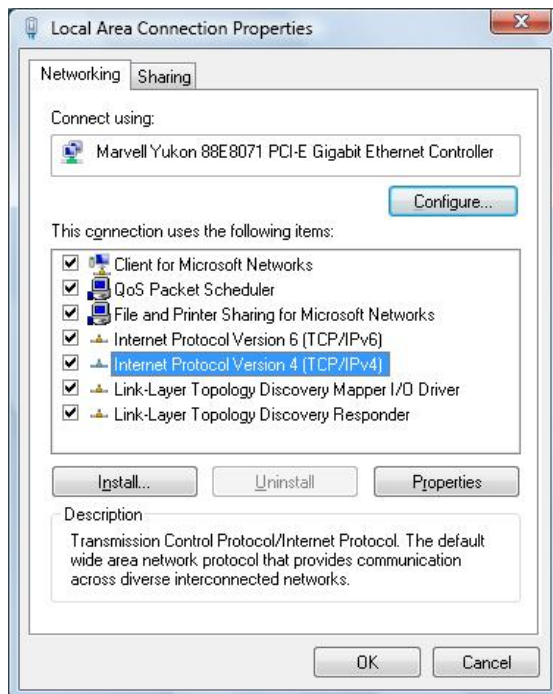 Local Area Connection Properties
Networking
Sharing
Connect using:
Marvell Yukon 88E8071 PCI-E Gigabit Ethernet Controller
Configure...
This connection uses the following items:
Client for Microsoft Networks
QoS Packet Scheduler
File and Printer Sharing for Microsoft Networks
Internet Protocol Version 6 (TCP/IPv6)
Internet Protocol Version 4 (TCP/IPv4)
Link-Layer Topology Discovery Mapper I/O Driver
Link-Layer Topology Discovery Responder
Install...
Uninstall
Properties
Description
Transmission Control Protocol/Internet Protocol. The default
wide area network protocol that provides communication
across diverse interconnected networks.
OK
Cancel